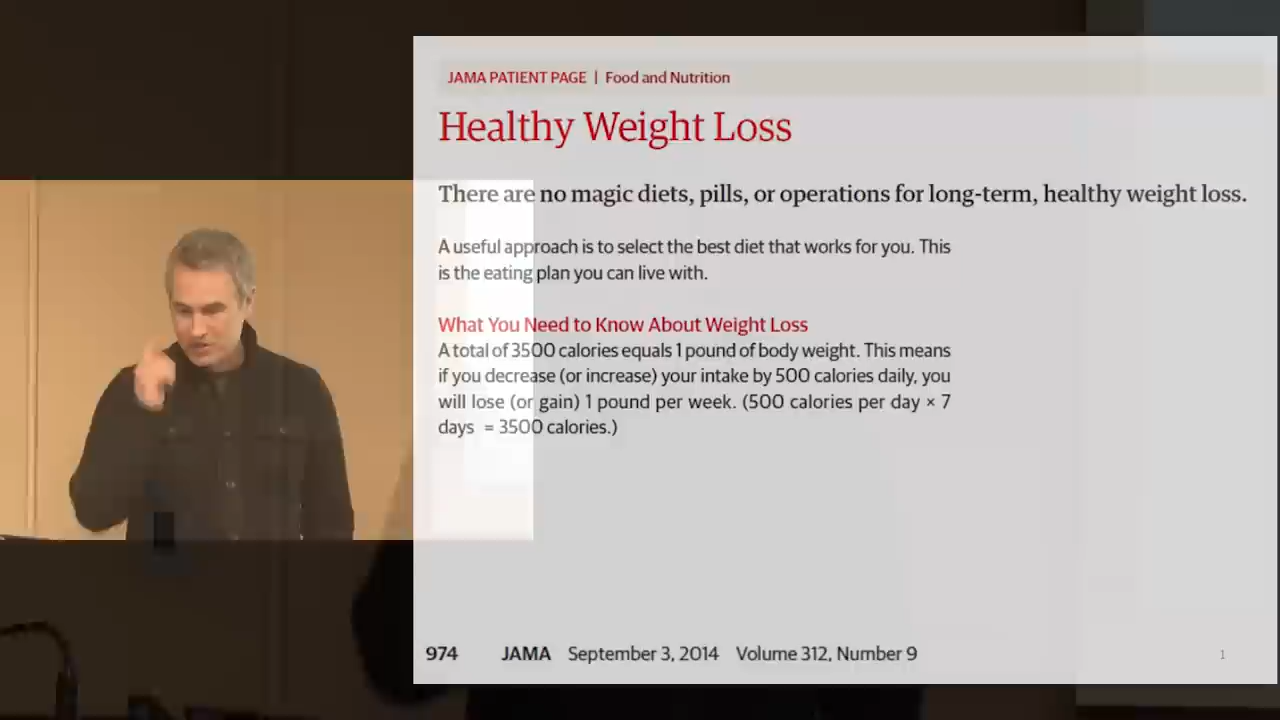 JAMA PATIENT PAGE | Food and Nutrition
Healthy Weight Loss
There are no magic diets, pills, or operations for long-term, healthy weight loss.
A useful approach is to select the best diet that works for you. This
is the eating plan you can live with.
What You Need to Know About Weight Loss
A total of 3500 calories equals 1 pound of body weight. This means
if you decrease (or increase) your intake by 500 calories daily, you
will lose (or gain) 1 pound per week. (500 calories per day × 7
days = 3500 calories.)
974 JAMA September 3, 2014 Volume 312, Number 9
1